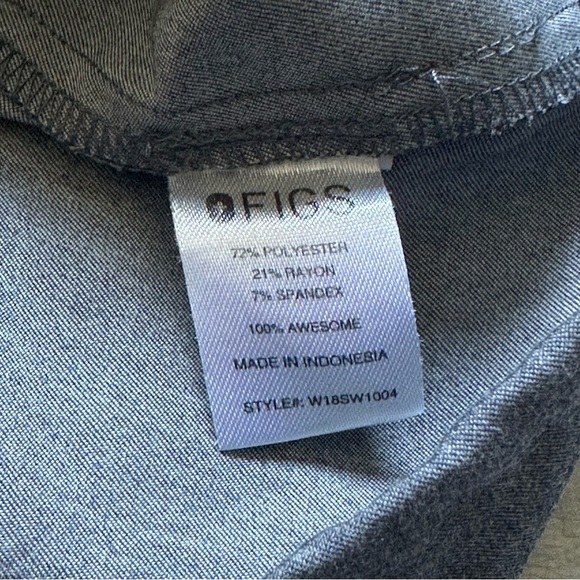 FIGS
72% POLYESTER
21% RAYON
7% SPANDEX
100% AWESOME
MADE IN INDONESIA
STYLE#: W18SW1004